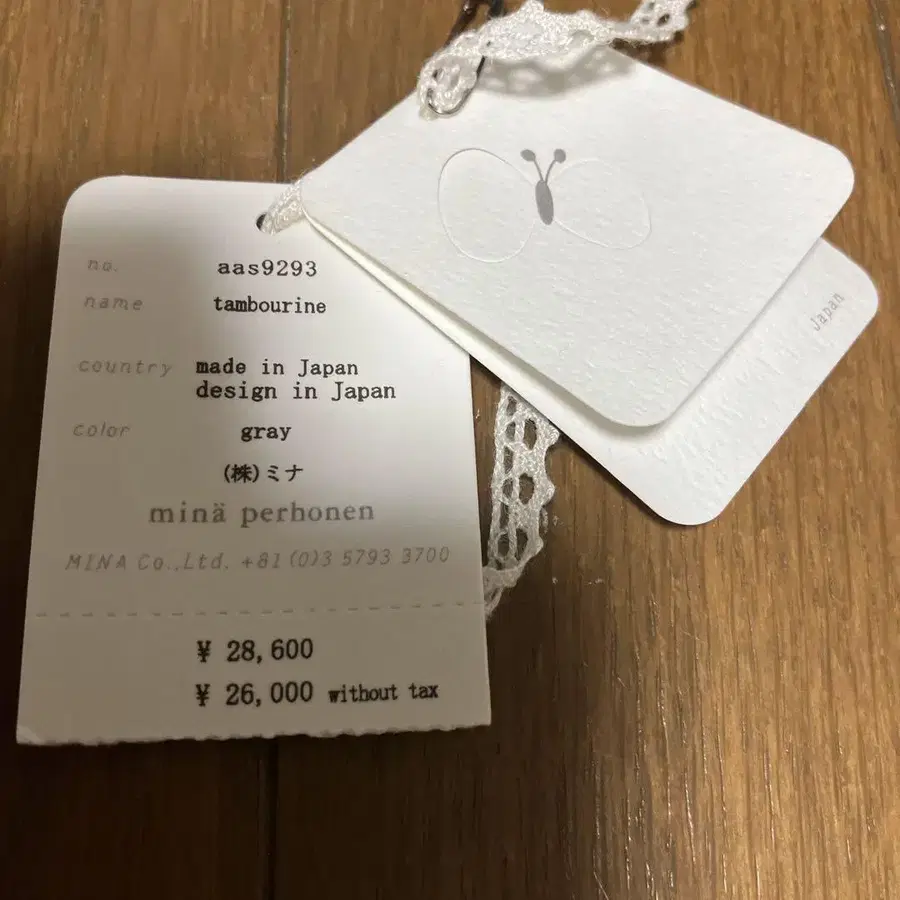 no. aas9293
name tambourine
country made in Japan
design in Japan
color gray
(株)ミナ
minä perhonen
MINA Co.,Ltd. +81(0)3 5793 3700
¥ 28,600
¥ 26,000 without tax
Japan